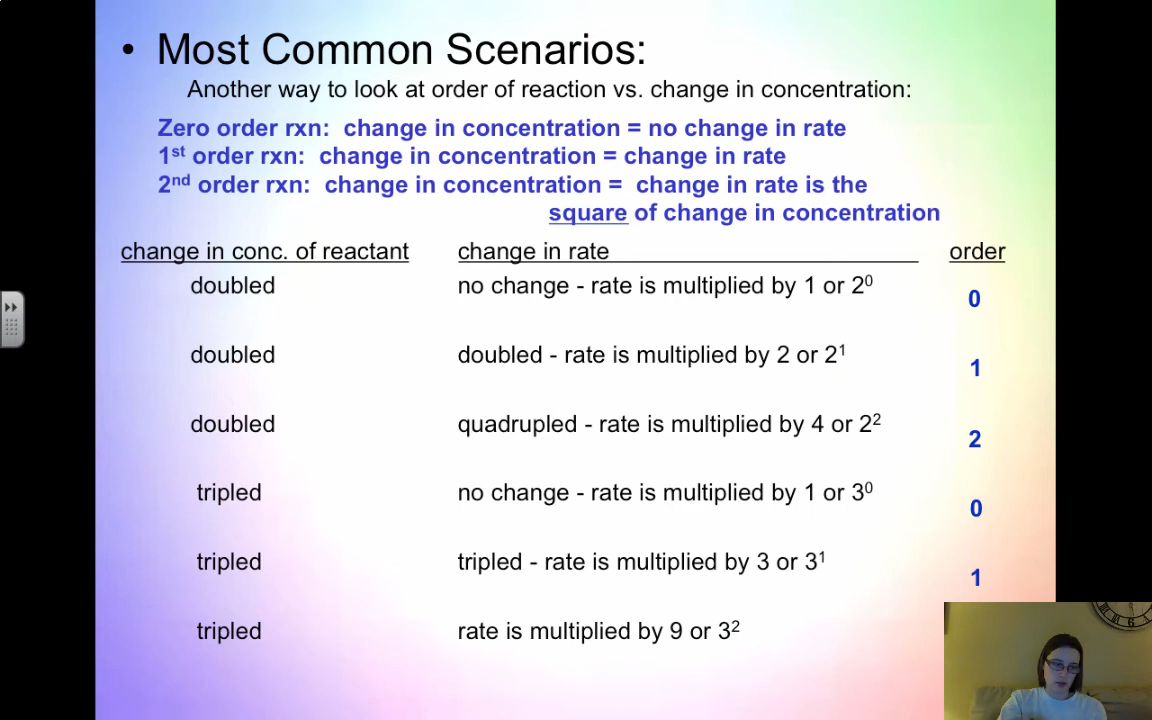 • Most Common Scenarios:
Another way to look at order of reaction vs. change in concentration:
Zero order rxn: change in concentration = no change in rate
1st order rxn: change in concentration = change in rate
2nd order rxn: change in concentration = change in rate is the
square of change in concentration
change in conc. of reactant change in rate order
doubled no change - rate is multiplied by 1 or 2⁰ 0
doubled doubled - rate is multiplied by 2 or 2¹ 1
doubled quadrupled - rate is multiplied by 4 or 2² 2
tripled no change - rate is multiplied by 1 or 3⁰ 0
tripled tripled - rate is multiplied by 3 or 3¹ 1
tripled rate is multiplied by 9 or 3²